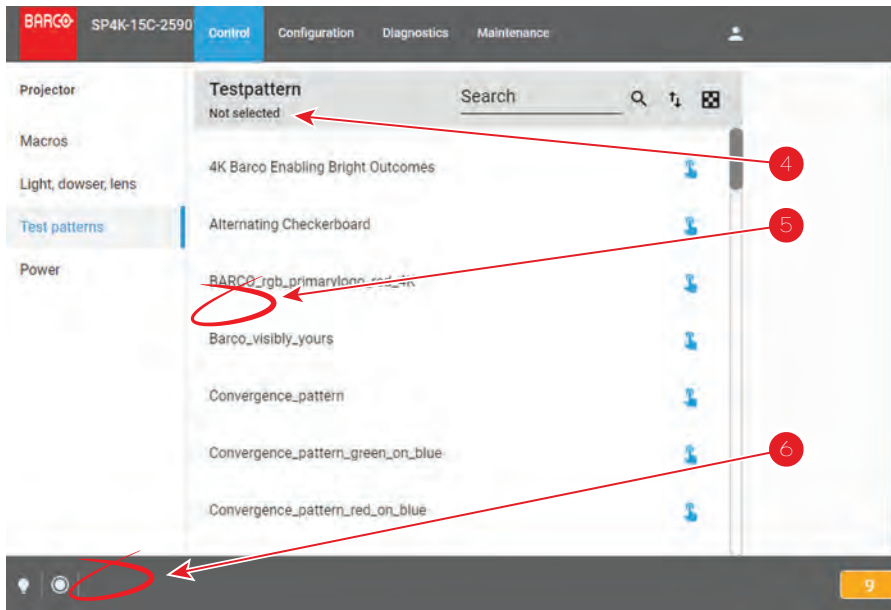 BARCO SP4K-15C-2590 Control Configuration Diagnostics Maintenance
Projector
Macros
Light, dowser, lens
Test patterns
Power
Testpattern
Not selected
Search
4K Barco Enabling Bright Outcomes
Alternating Checkerboard
BARCO_rgb_primarylogo_red_4K
Barco_visibly_yours
Convergence_pattern
Convergence_pattern_green_on_blue
Convergence_pattern_red_on_blue
4
5
6
9